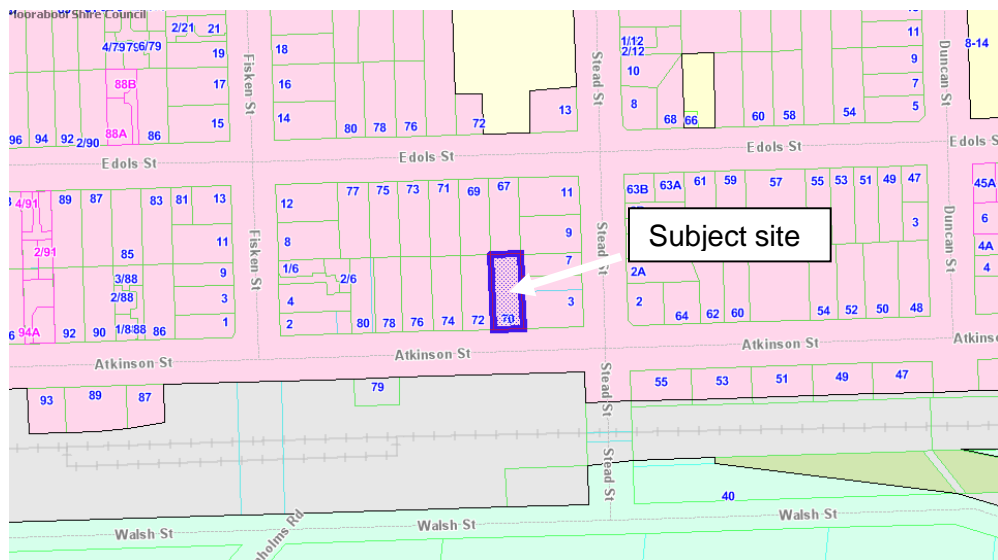 Moorabool Shire Council
2/21 21
4/79 79 6/79
19
18
1/12
2/12
11
8-14
88B
17
16
10
9
7
8
13
5
15
14
88A
96 94 92 2/90 86
80 78 76
72
68 66
60 58
54
Fisken St
Stead St
Duncan St
Edols St
Edols St
Edols St
Edols S
4/91 89 87
83 81 13
77 75 73 71 69 67
11
63B 63A 61 59
57
55 53 51 49 47
45A
12
11
9
3
6
2/91
85
8
7
Subject site
4A
9
1/6
2/6
2A
4
3/88
2/88
3
4
3
2
94A 92 90 1/88 86 1
2
80 78 76 74 72 70
64 62 60
54 52 50 48
Fisken St
Stead St
Duncan St
Atkinson St
Atkinson St
Atkinson St
Atkins
93 89 87
79
55 53 51 49 47
Stead St
Stead St
40
Walsh St
Walsh St
Walsh St